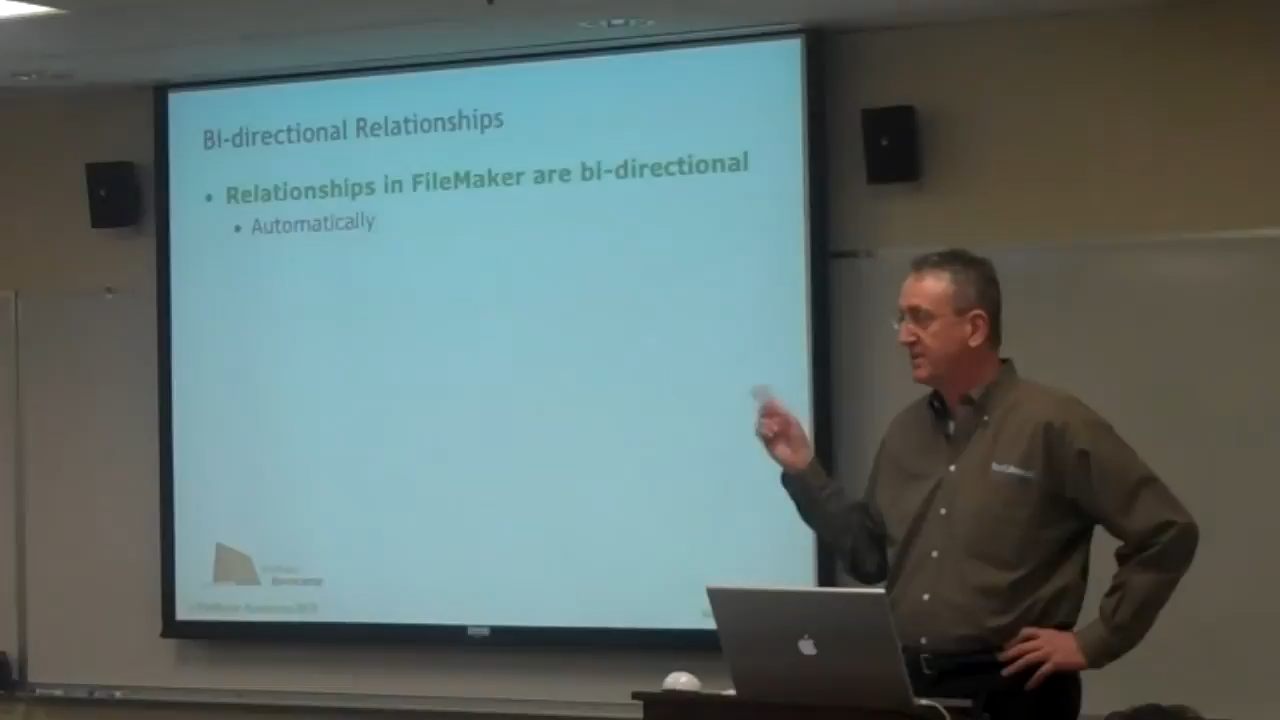 Bi-directional Relationships
• Relationships in FileMaker are bi-directional
• Automatically